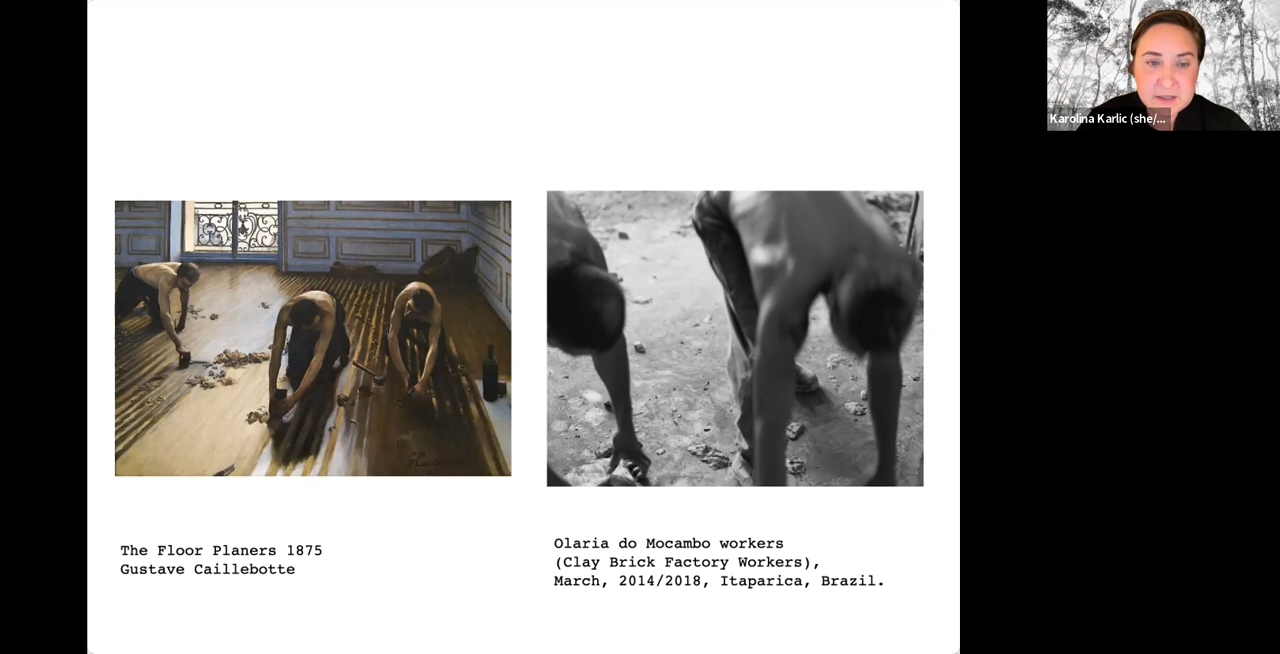 Karolina Karlic (she/...
The Floor Planers 1875
Gustave Caillebotte
Olaria do Mocambo workers
(Clay Brick Factory Workers),
March, 2014/2018, Itaparica, Brazil.